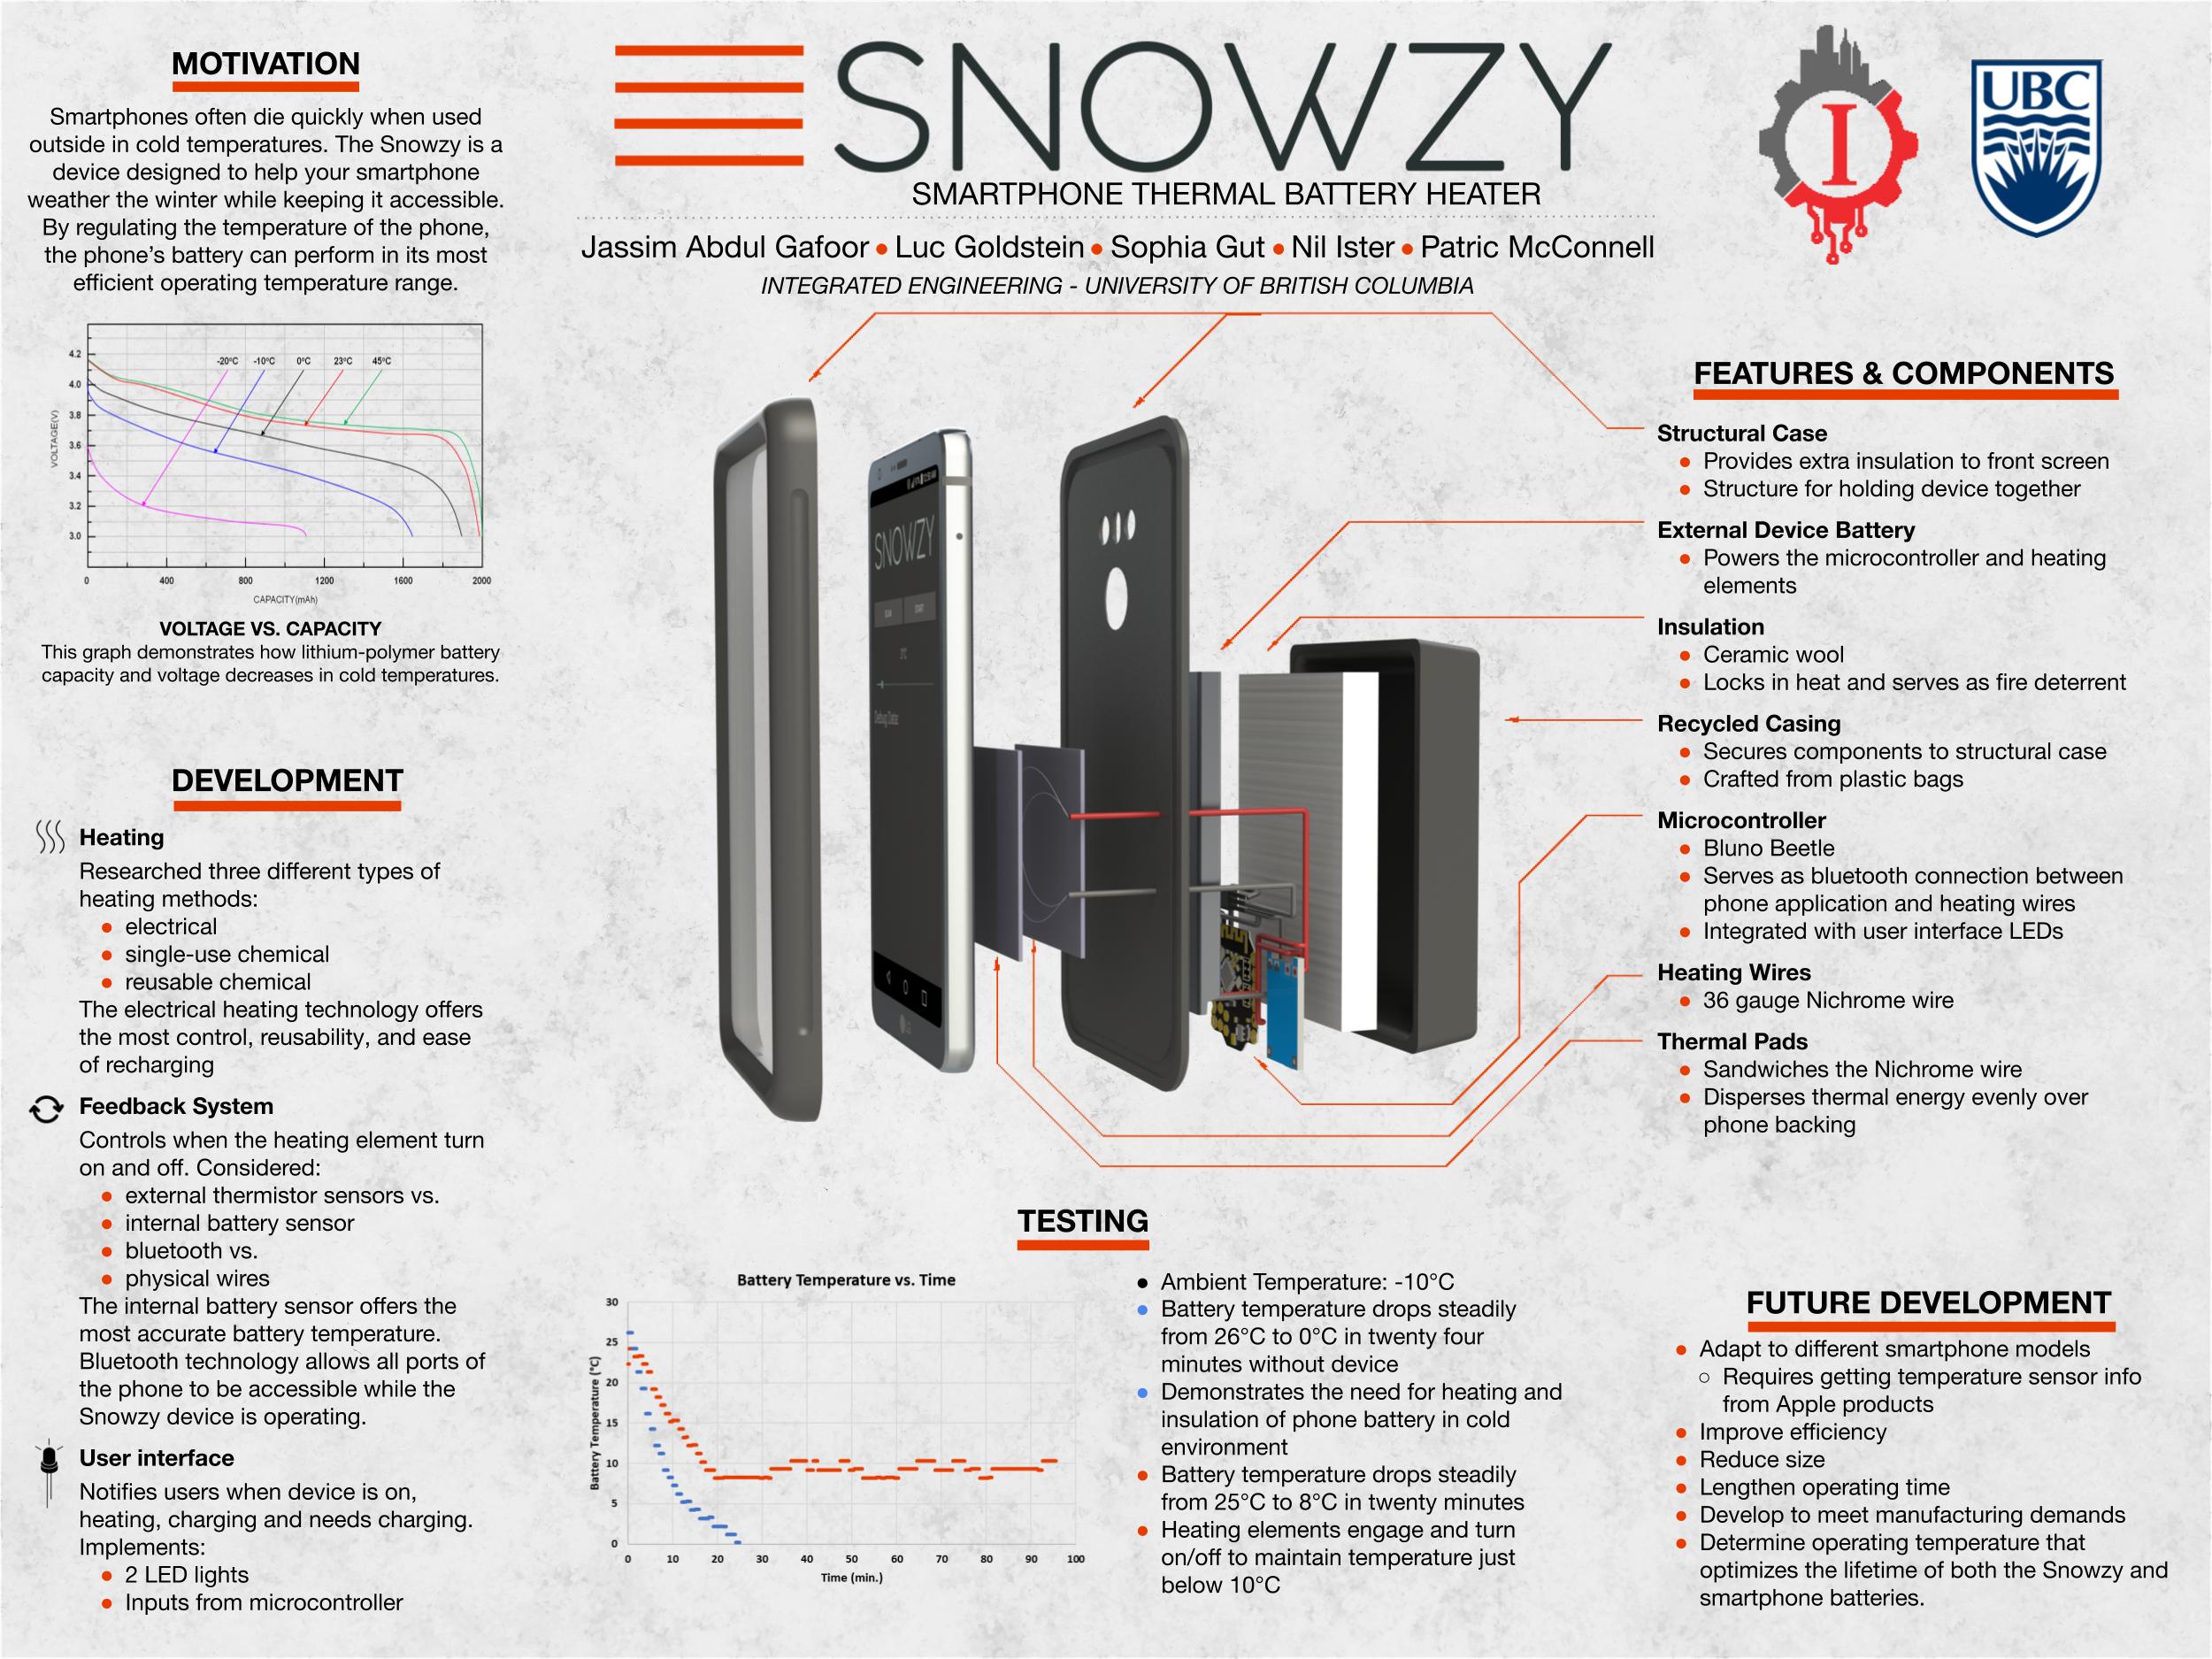 MOTIVATION
Smartphones often die quickly when used
outside in cold temperatures. The Snowzy is a
device designed to help your smartphone
weather the winter while keeping it accessible.
By regulating the temperature of the phone,
the phone's battery can perform in its most
efficient operating temperature range.
4.2
4.0
3.8
3.6
3.4
3.2
3.0
VOLTAGE(V)
-20°C -10°C 0°C 23°C 45°C
0 400 800 1200 1600 2000
CAPACITY(mAh)
VOLTAGE VS. CAPACITY
This graph demonstrates how lithium-polymer battery
capacity and voltage decreases in cold temperatures.
DEVELOPMENT
Heating
Researched three different types of
heating methods:
● electrical
● single-use chemical
● reusable chemical
The electrical heating technology offers
the most control, reusability, and ease
of recharging
Feedback System
Controls when the heating element turn
on and off. Considered:
● external thermistor sensors vs.
● internal battery sensor
● bluetooth vs.
● physical wires
The internal battery sensor offers the
most accurate battery temperature.
Bluetooth technology allows all ports of
the phone to be accessible while the
Snowzy device is operating.
User interface
Notifies users when device is on,
heating, charging and needs charging.
Implements:
● 2 LED lights
● Inputs from microcontroller
SNOWZY
SMARTPHONE THERMAL BATTERY HEATER
Jassim Abdul Gafoor ● Luc Goldstein ● Sophia Gut ● Nil Ister ● Patric McConnell
INTEGRATED ENGINEERING - UNIVERSITY OF BRITISH COLUMBIA
I
UBC
SNOWZY
SCAN START
Debug Data:
LG
FEATURES & COMPONENTS
Structural Case
● Provides extra insulation to front screen
● Structure for holding device together
External Device Battery
● Powers the microcontroller and heating
elements
Insulation
● Ceramic wool
● Locks in heat and serves as fire deterrent
Recycled Casing
● Secures components to structural case
● Crafted from plastic bags
Microcontroller
● Bluno Beetle
● Serves as bluetooth connection between
phone application and heating wires
● Integrated with user interface LEDs
Heating Wires
● 36 gauge Nichrome wire
Thermal Pads
● Sandwiches the Nichrome wire
● Disperses thermal energy evenly over
phone backing
TESTING
Battery Temperature vs. Time
30
25
20
15
10
5
0
Battery Temperature (°C)
0 10 20 30 40 50 60 70 80 90 100
Time (min.)
● Ambient Temperature: -10°C
● Battery temperature drops steadily
from 26°C to 0°C in twenty four
minutes without device
● Demonstrates the need for heating and
insulation of phone battery in cold
environment
● Battery temperature drops steadily
from 25°C to 8°C in twenty minutes
● Heating elements engage and turn
on/off to maintain temperature just
below 10°C
FUTURE DEVELOPMENT
● Adapt to different smartphone models
○ Requires getting temperature sensor info
from Apple products
● Improve efficiency
● Reduce size
● Lengthen operating time
● Develop to meet manufacturing demands
● Determine operating temperature that
optimizes the lifetime of both the Snowzy and
smartphone batteries.